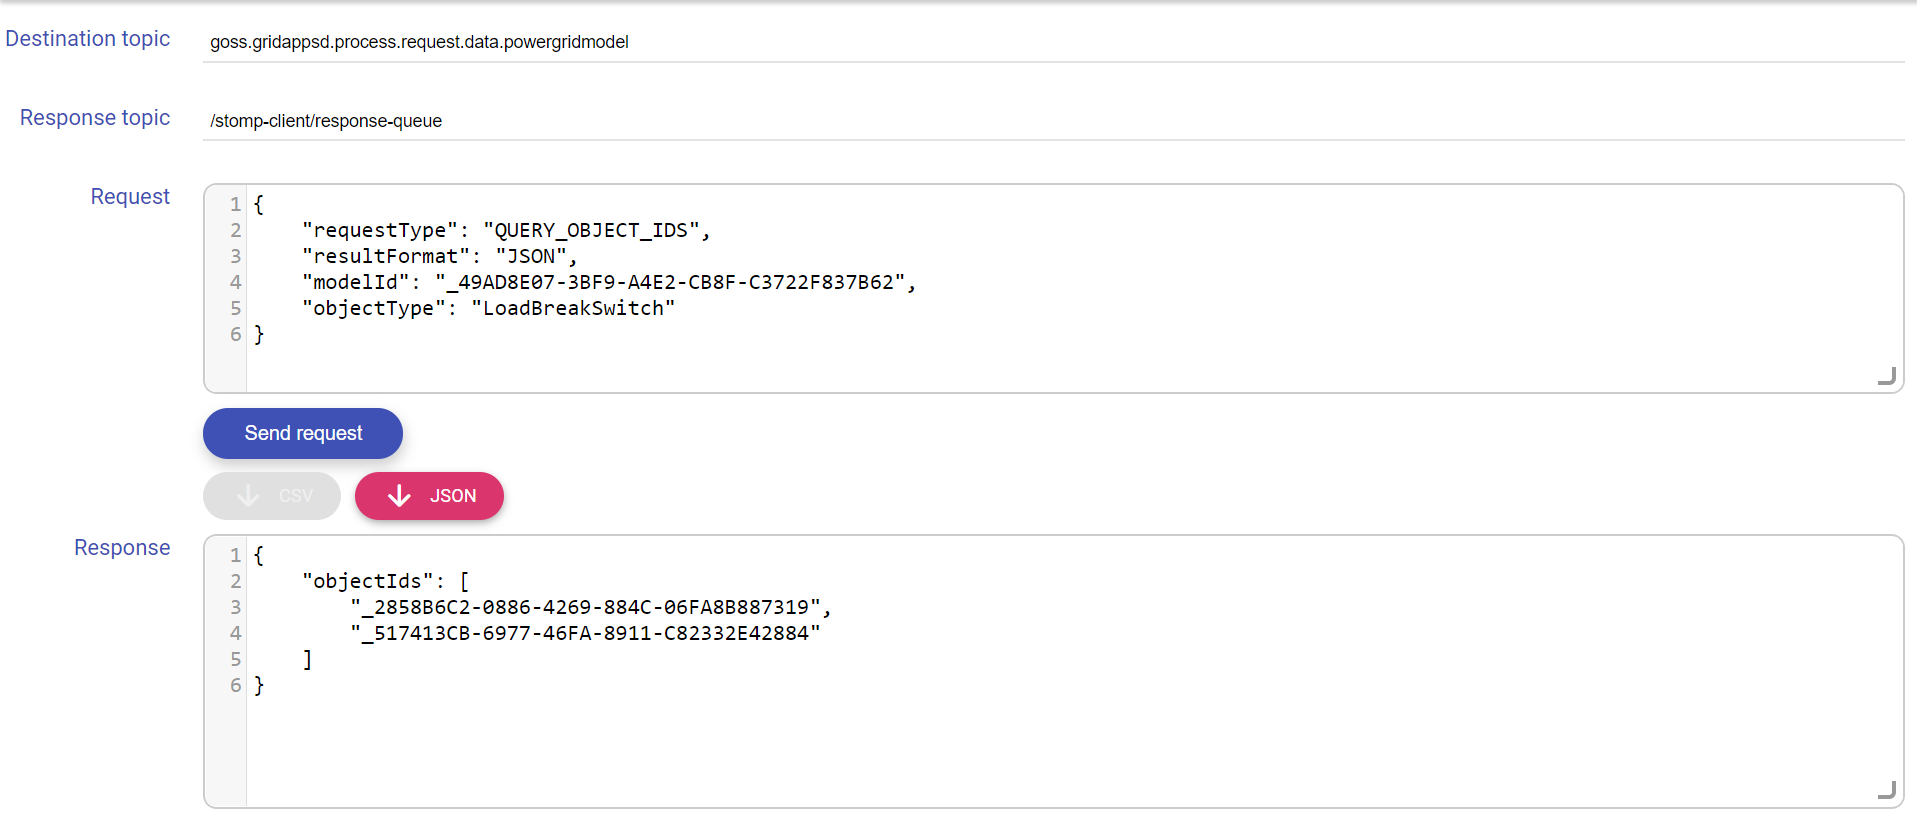 Destination topic
goss.gridappsd.process.request.data.powergridmodel
Response topic
/stomp-client/response-queue
Request
1 {
2     "requestType": "QUERY_OBJECT_IDS",
3     "resultFormat": "JSON",
4     "modelId": "_49AD8E07-3BF9-A4E2-CB8F-C3722F837B62",
5     "objectType": "LoadBreakSwitch"
6 }
Send request
CSV
JSON
Response
1 {
2     "objectIds": [
3         "_2858B6C2-0886-4269-884C-06FA8B887319",
4         "_517413CB-6977-46FA-8911-C82332E42884"
5     ]
6 }